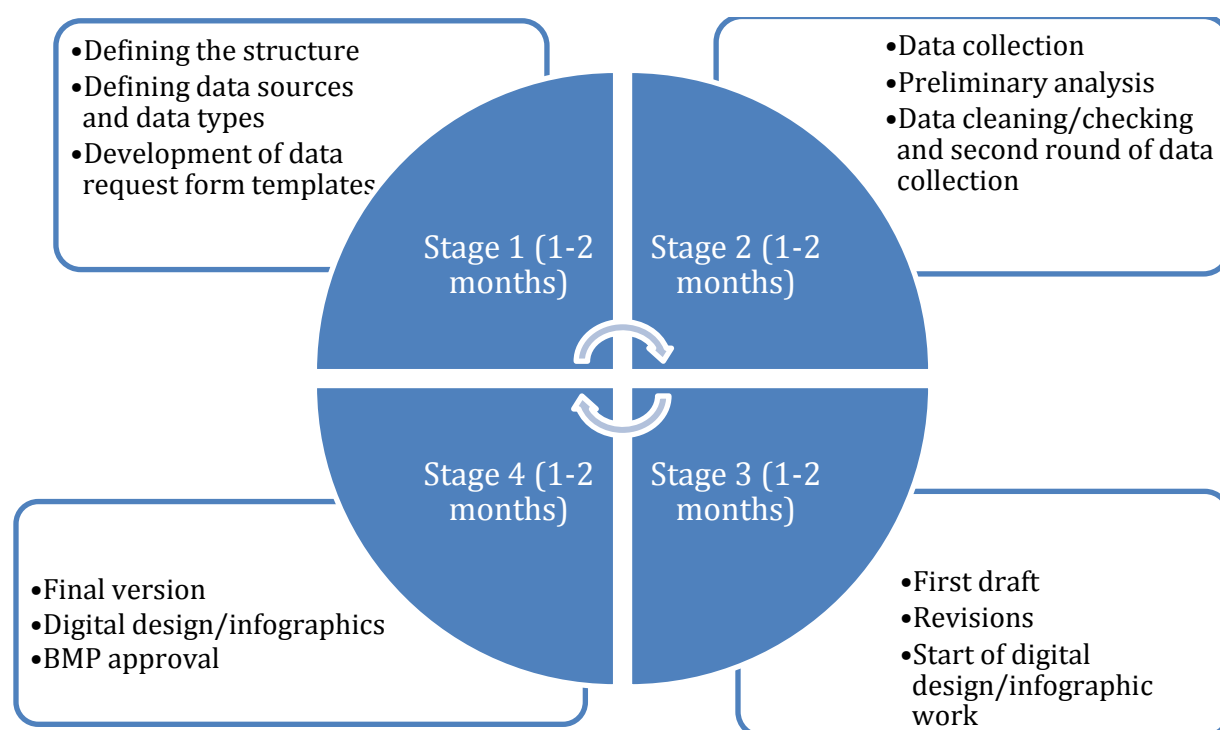 •Defining the structure
•Defining data sources
and data types
•Development of data
request form templates
•Data collection
•Preliminary analysis
•Data cleaning/checking
and second round of data
collection
Stage 1 (1-2
months)
Stage 2 (1-2
months)
Stage 4 (1-2
months)
Stage 3 (1-2
months)
•Final version
•Digital design/infographics
•BMP approval
•First draft
•Revisions
•Start of digital
design/infographic
work